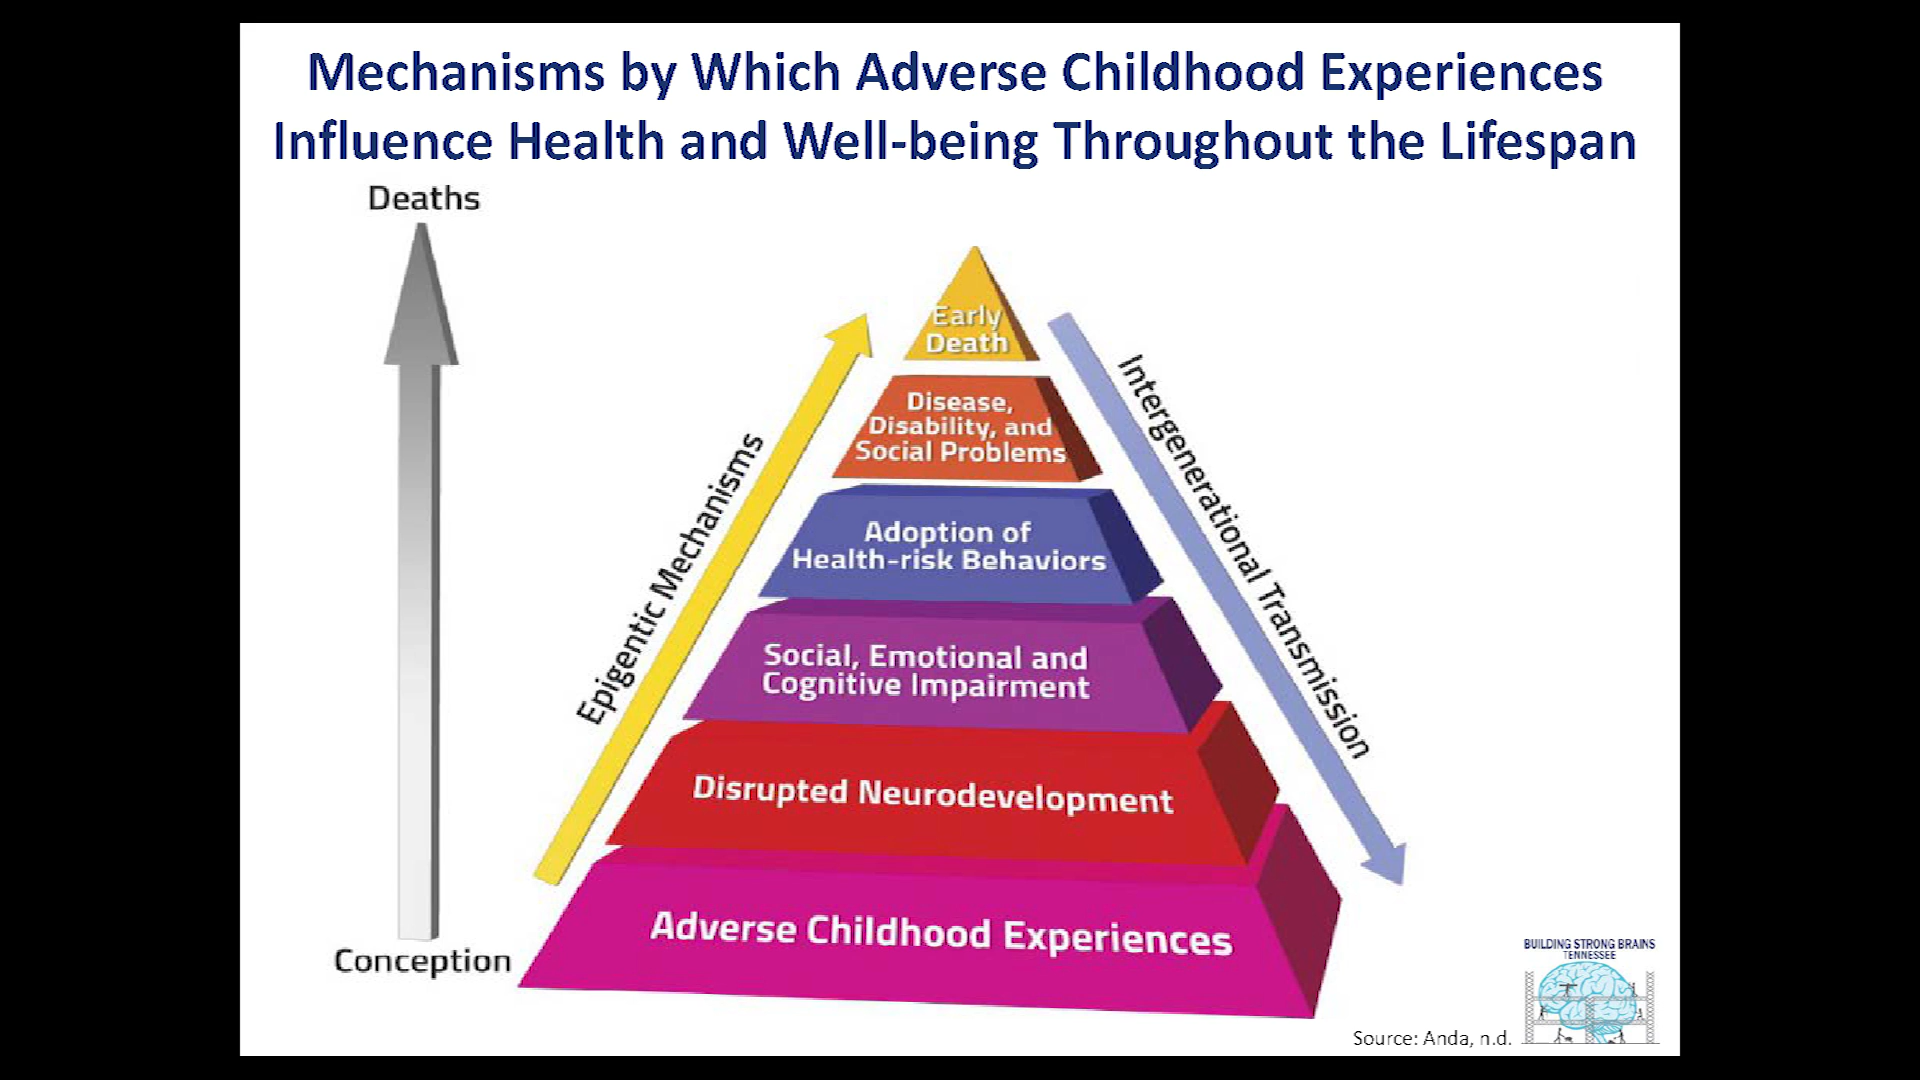 Mechanisms by Which Adverse Childhood Experiences
Influence Health and Well-being Throughout the Lifespan
Deaths
Early
Death
Disease,
Disability, and
Social Problems
Adoption of
Health-risk Behaviors
Social, Emotional and
Cognitive Impairment
Disrupted Neurodevelopment
Adverse Childhood Experiences
Epigentic Mechanisms
Intergenerational Transmission
Conception
BUILDING STRONG BRAINS
TENNESSEE
Source: Anda, n.d.